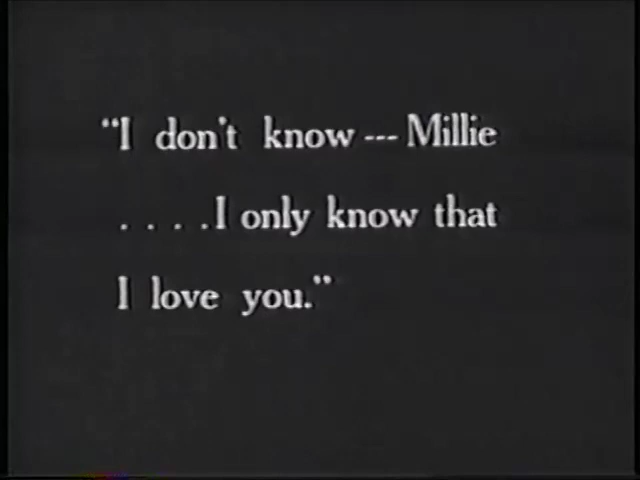 “I don't know --- Millie
. . . . I only know that
I love you.”